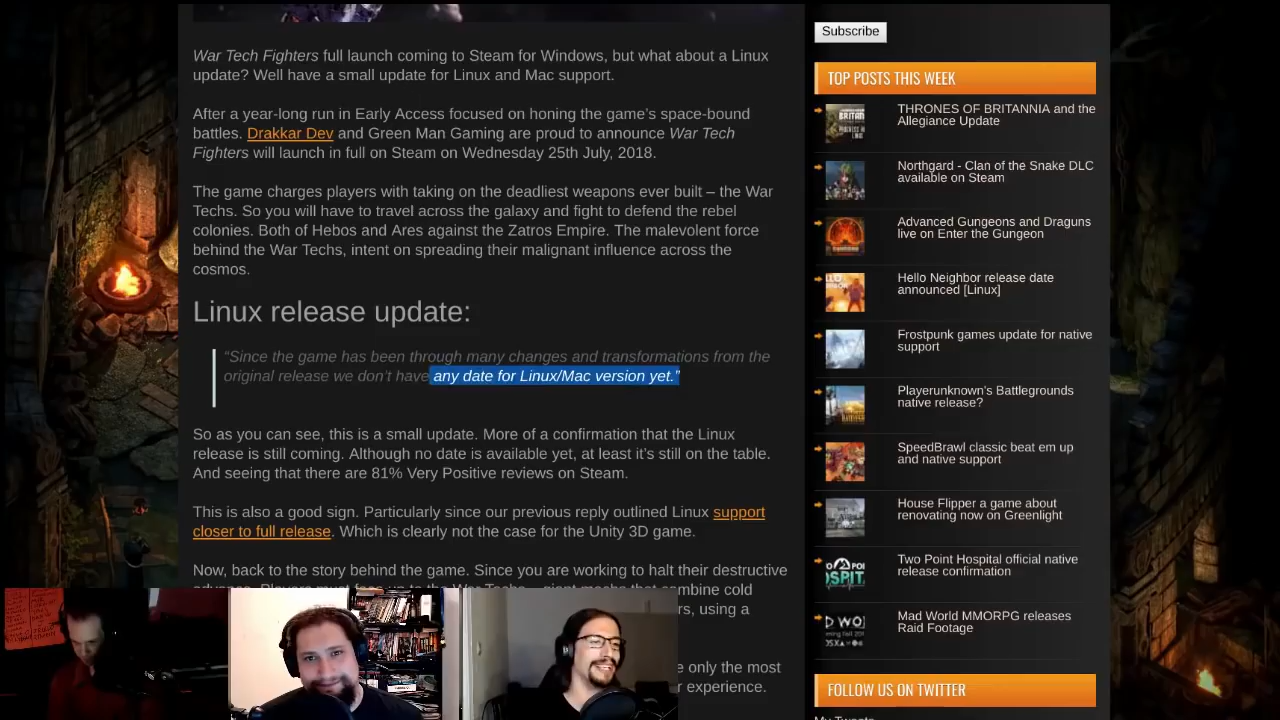 War Tech Fighters full launch coming to Steam for Windows, but what about a Linux
update? Well have a small update for Linux and Mac support.
After a year-long run in Early Access focused on honing the game's space-bound
battles. Drakkar Dev and Green Man Gaming are proud to announce War Tech
Fighters will launch in full on Steam on Wednesday 25th July, 2018.
The game charges players with taking on the deadliest weapons ever built – the War
Techs. So you will have to travel across the galaxy and fight to defend the rebel
colonies. Both of Hebos and Ares against the Zatros Empire. The malevolent force
behind the War Techs, intent on spreading their malignant influence across the
cosmos.
Linux release update:
“Since the game has been through many changes and transformations from the
original release we don't have any date for Linux/Mac version yet.”
So as you can see, this is a small update. More of a confirmation that the Linux
release is still coming. Although no date is available yet, at least it's still on the table.
And seeing that there are 81% Very Positive reviews on Steam.
This is also a good sign. Particularly since our previous reply outlined Linux support
closer to full release. Which is clearly not the case for the Unity 3D game.
Now, back to the story behind the game. Since you are working to halt their destructive
combine cold
using a
only the most
experience.
Subscribe
TOP POSTS THIS WEEK
THRONES OF BRITANNIA and the
Allegiance Update
Northgard - Clan of the Snake DLC
available on Steam
Advanced Gungeons and Draguns
live on Enter the Gungeon
Hello Neighbor release date
announced [Linux]
Frostpunk games update for native
support
Playerunknown's Battlegrounds
native release?
SpeedBrawl classic beat em up
and native support
House Flipper a game about
renovating now on Greenlight
Two Point Hospital official native
release confirmation
Mad World MMORPG releases
Raid Footage
FOLLOW US ON TWITTER
My Tweets